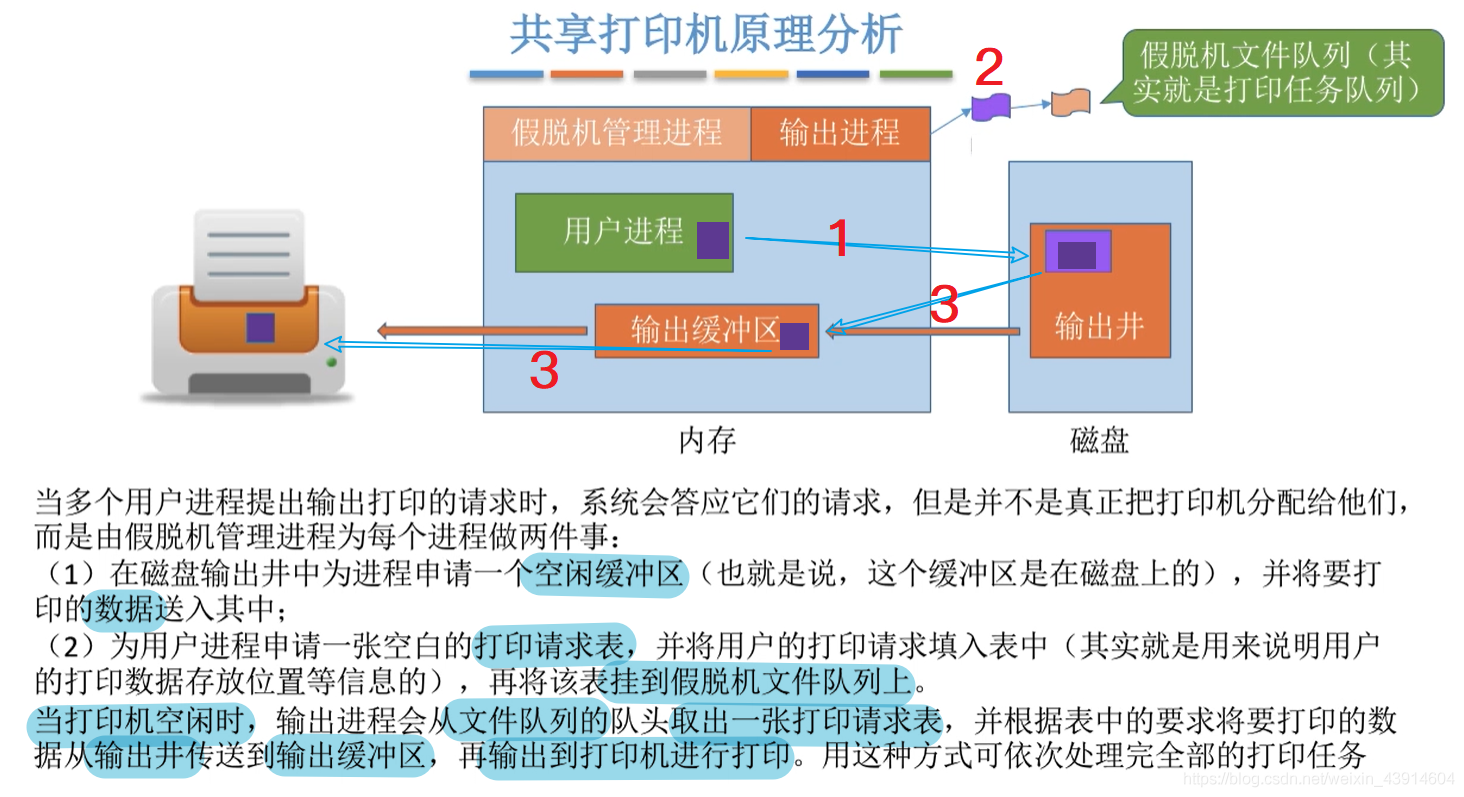 共享打印机原理分析
2
假脱机文件队列（其
实就是打印任务队列）
假脱机管理进程
输出进程
用户进程
1
3
输出缓冲区
输出井
3
内存
磁盘
当多个用户进程提出输出打印的请求时，系统会答应它们的请求，但是并不是真正把打印机分配给他们，
而是由假脱机管理进程为每个进程做两件事：
（1）在磁盘输出井中为进程申请一个空闲缓冲区（也就是说，这个缓冲区是在磁盘上的），并将要打
印的数据送入其中；
（2）为用户进程申请一张空白的打印请求表，并将用户的打印请求填入表中（其实就是用来说明用户
的打印数据存放位置等信息的），再将该表挂到假脱机文件队列上。
当打印机空闲时，输出进程会从文件队列的队头取出一张打印请求表，并根据表中的要求将要打印的数
据从输出井传送到输出缓冲区，再输出到打印机进行打印。用这种方式可依次处理完全部的打印任务
https://blog.csdn.net/weixin_43914604